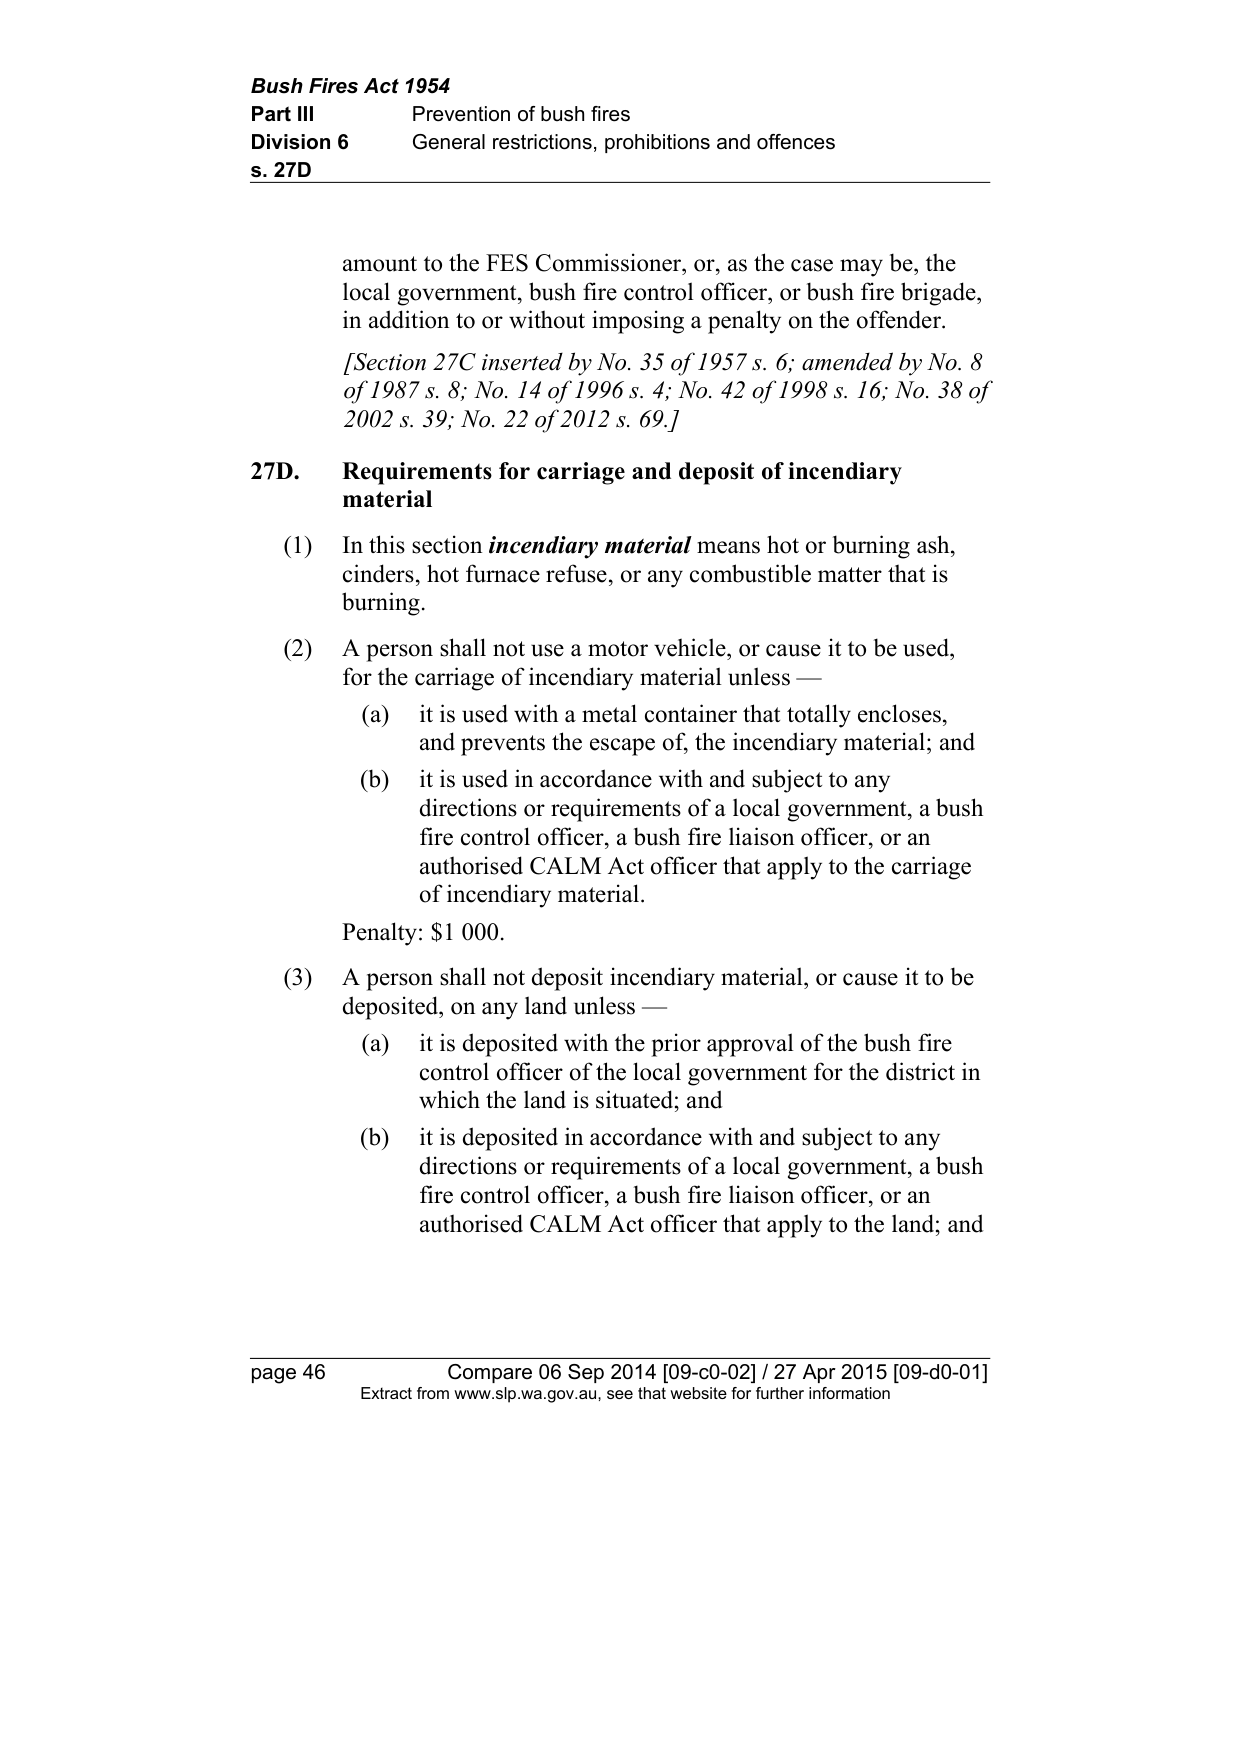 Bush Fires Act 1954
Part III Prevention of bush fires
Division 6 General restrictions, prohibitions and offences
s. 27D
amount to the FES Commissioner, or, as the case may be, the
local government, bush fire control officer, or bush fire brigade,
in addition to or without imposing a penalty on the offender.
[Section 27C inserted by No. 35 of 1957 s. 6; amended by No. 8
of 1987 s. 8; No. 14 of 1996 s. 4; No. 42 of 1998 s. 16; No. 38 of
2002 s. 39; No. 22 of 2012 s. 69.]
27D. Requirements for carriage and deposit of incendiary
material
(1) In this section incendiary material means hot or burning ash,
cinders, hot furnace refuse, or any combustible matter that is
burning.
(2) A person shall not use a motor vehicle, or cause it to be used,
for the carriage of incendiary material unless —
(a) it is used with a metal container that totally encloses,
and prevents the escape of, the incendiary material; and
(b) it is used in accordance with and subject to any
directions or requirements of a local government, a bush
fire control officer, a bush fire liaison officer, or an
authorised CALM Act officer that apply to the carriage
of incendiary material.
Penalty: $1 000.
(3) A person shall not deposit incendiary material, or cause it to be
deposited, on any land unless —
(a) it is deposited with the prior approval of the bush fire
control officer of the local government for the district in
which the land is situated; and
(b) it is deposited in accordance with and subject to any
directions or requirements of a local government, a bush
fire control officer, a bush fire liaison officer, or an
authorised CALM Act officer that apply to the land; and
page 46 Compare 06 Sep 2014 [09-c0-02] / 27 Apr 2015 [09-d0-01]
Extract from www.slp.wa.gov.au, see that website for further information